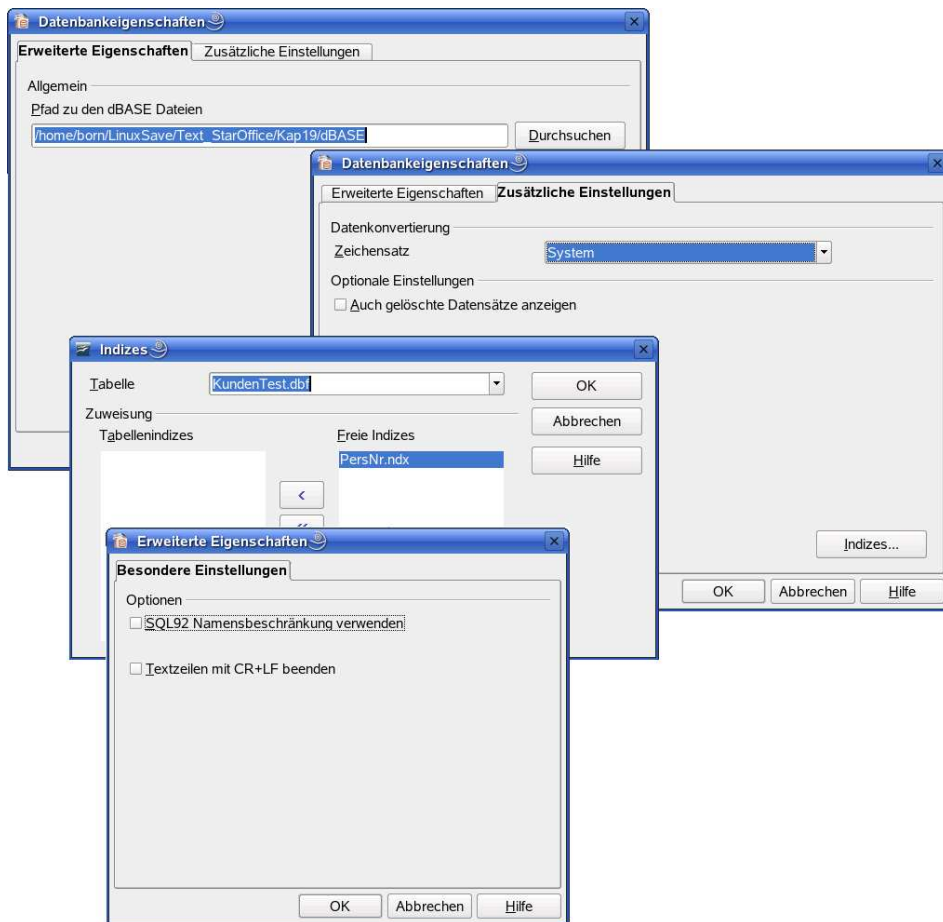 Datenbankeigenschaften
Erweiterte Eigenschaften Zusätzliche Einstellungen
Allgemein
Pfad zu den dBASE Dateien
/home/born/LinuxSave/Text_StarOffice/Kap19/dBASE Durchsuchen
Datenbankeigenschaften
Erweiterte Eigenschaften Zusätzliche Einstellungen
Datenkonvertierung
Zeichensatz System
Optionale Einstellungen
Auch gelöschte Datensätze anzeigen
Indizes...
OK Abbrechen Hilfe
Indizes
Tabelle KundenTest.dbf OK
Zuweisung Abbrechen
Tabellenindizes Freie Indizes
PersNr.ndx Hilfe
<
Erweiterte Eigenschaften
Besondere Einstellungen
Optionen
SQL92 Namensbeschränkung verwenden
Textzeilen mit CR+LF beenden
OK Abbrechen Hilfe